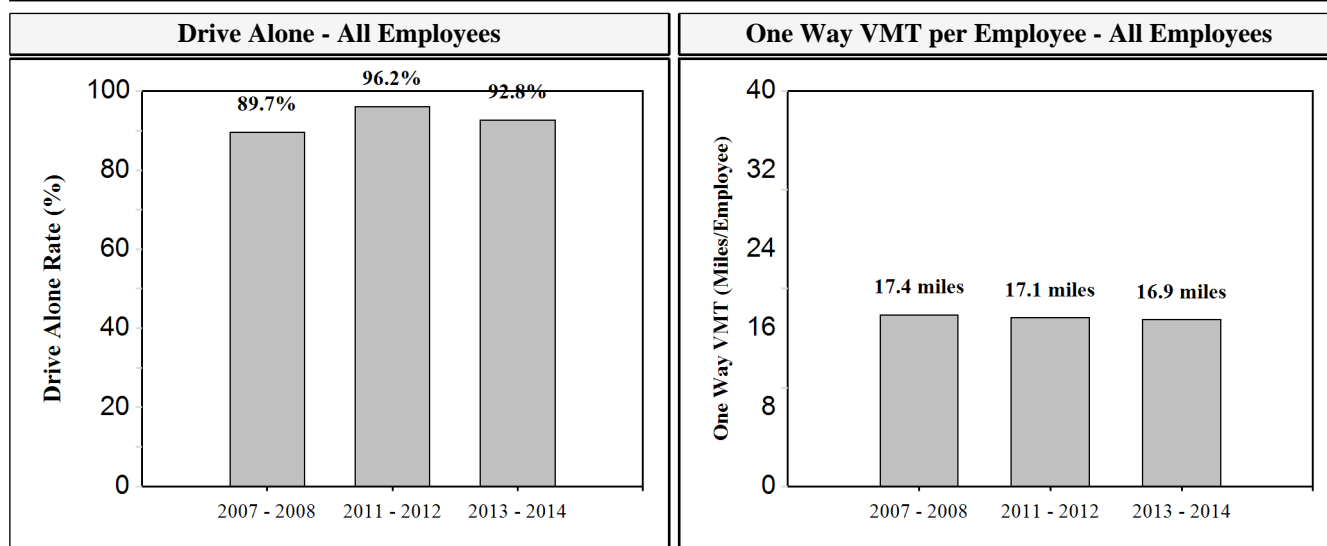 Drive Alone - All Employees
Drive Alone Rate (%)
100
80
60
40
20
0
89.7%
96.2%
92.8%
2007 - 2008
2011 - 2012
2013 - 2014
One Way VMT per Employee - All Employees
One Way VMT (Miles/Employee)
40
32
24
16
8
0
17.4 miles
17.1 miles
16.9 miles
2007 - 2008
2011 - 2012
2013 - 2014